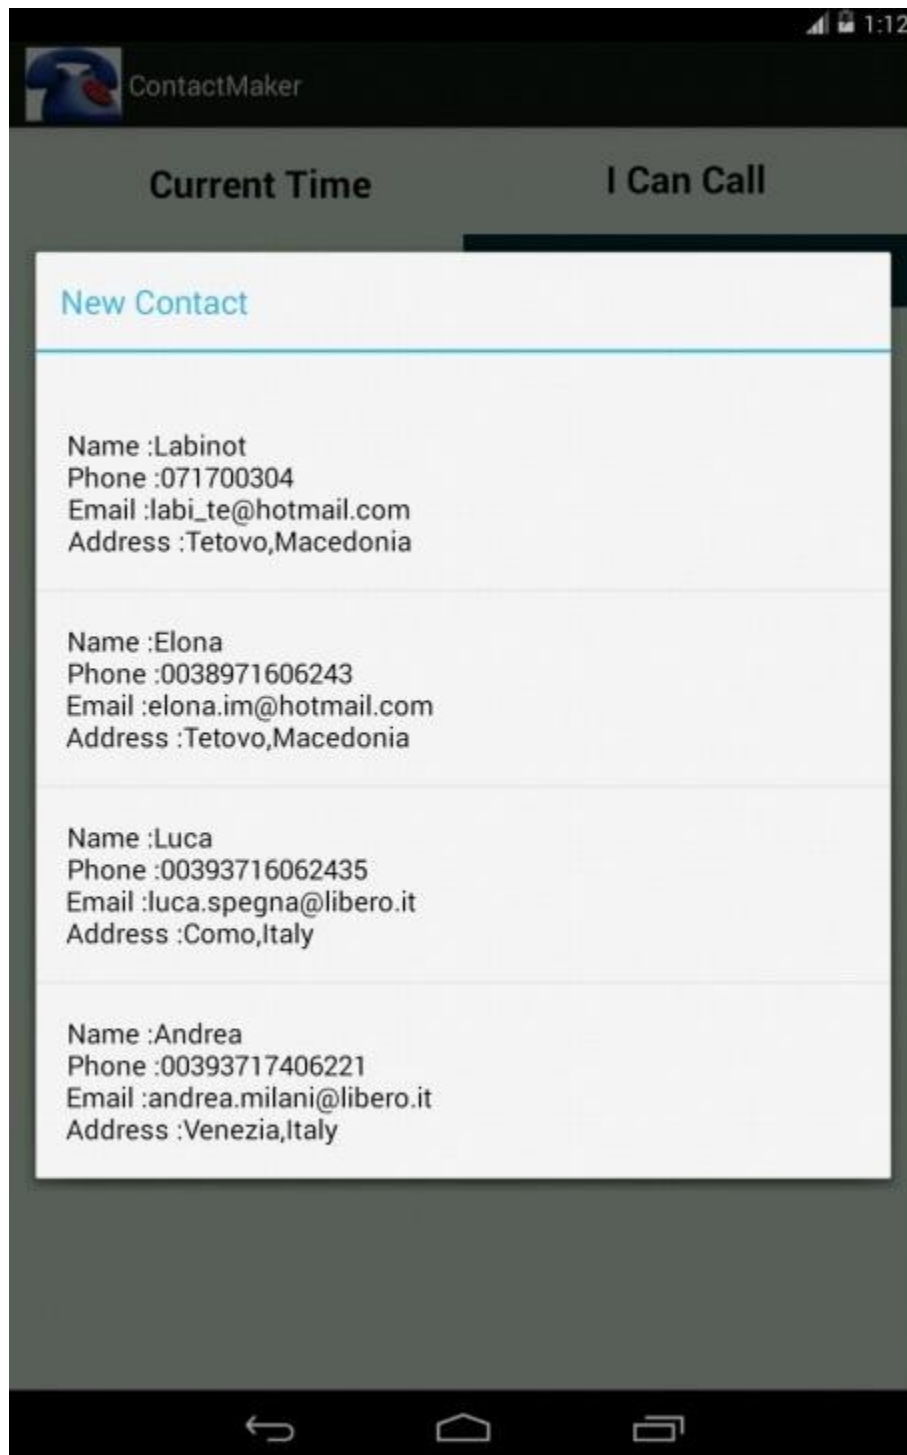 1:12
ContactMaker
Current Time
I Can Call
New Contact
Name :Labinot
Phone :071700304
Email :labi_te@hotmail.com
Address :Tetovo,Macedonia
Name :Elona
Phone :0038971606243
Email :elona.im@hotmail.com
Address :Tetovo,Macedonia
Name :Luca
Phone :00393716062435
Email :luca.spegna@libero.it
Address :Como,Italy
Name :Andrea
Phone :00393717406221
Email :andrea.milani@libero.it
Address :Venezia,Italy